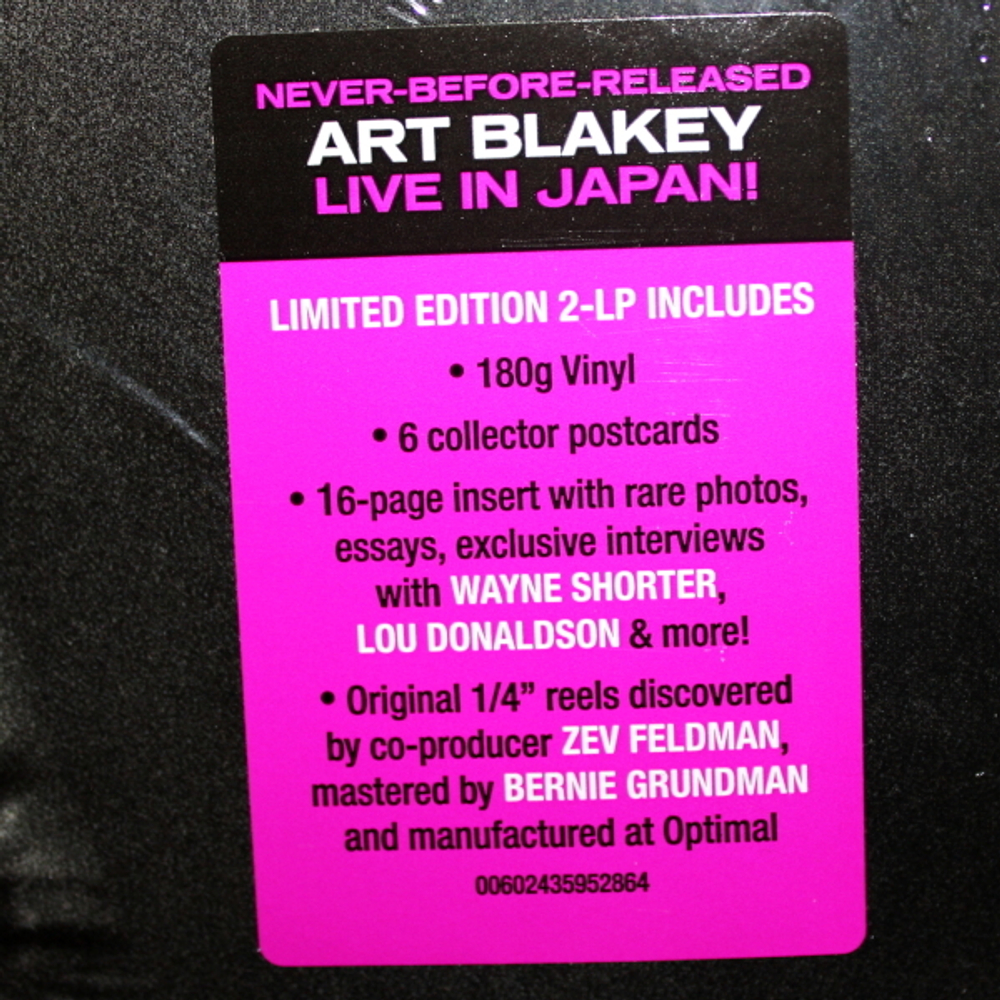 NEVER-BEFORE-RELEASED
ART BLAKEY
LIVE IN JAPAN!
LIMITED EDITION 2-LP INCLUDES
• 180g Vinyl
• 6 collector postcards
• 16-page insert with rare photos,
essays, exclusive interviews
with WAYNE SHORTER,
LOU DONALDSON & more!
• Original 1/4” reels discovered
by co-producer ZEV FELDMAN,
mastered by BERNIE GRUNDMAN
and manufactured at Optimal
00602435952864